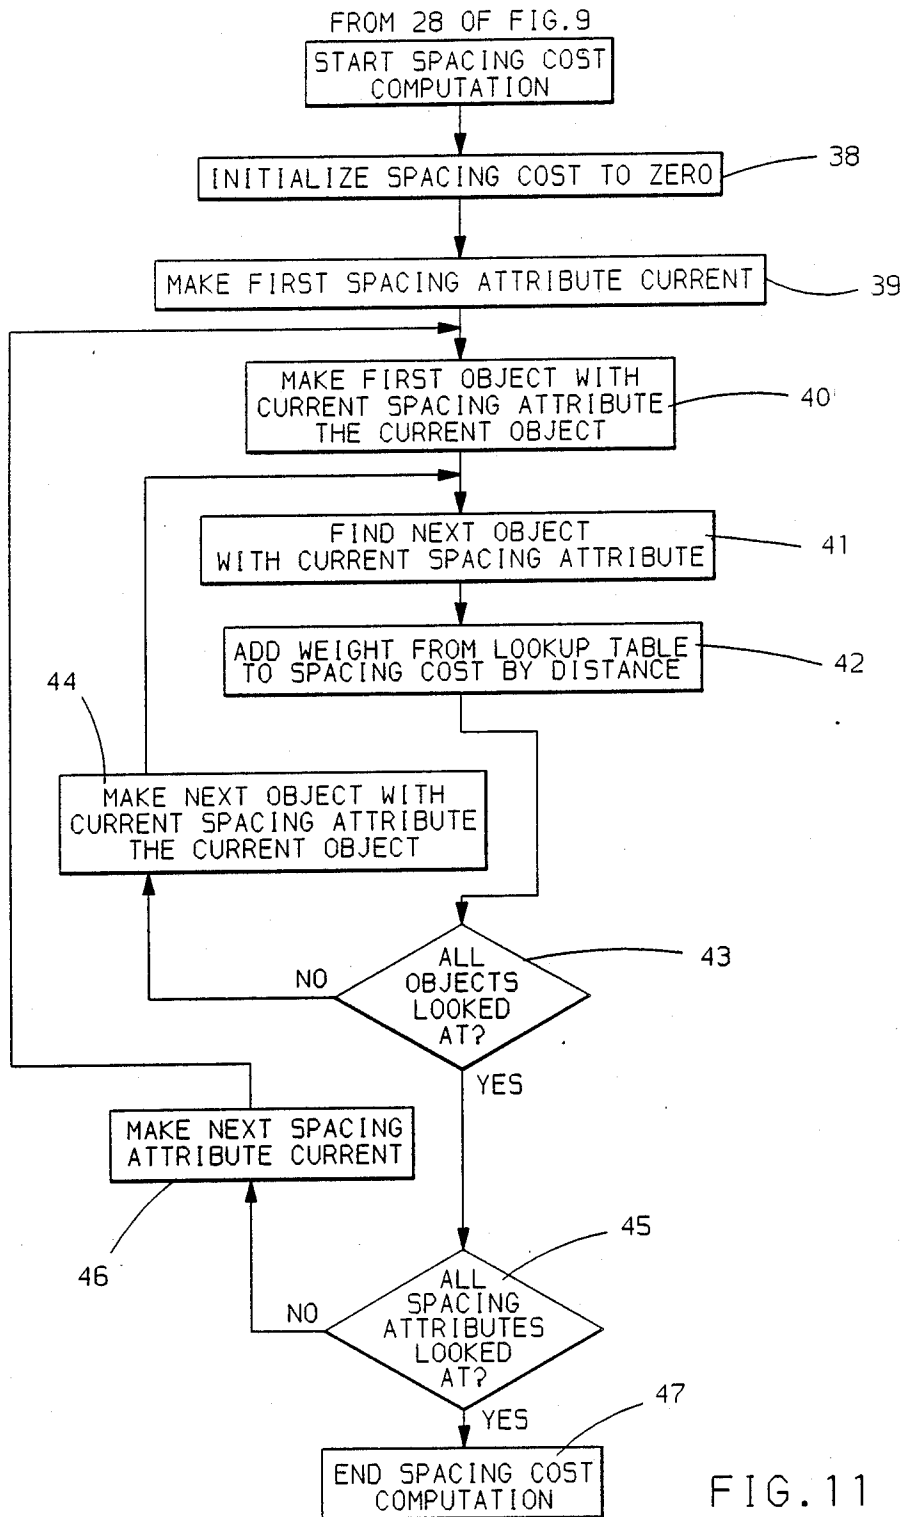 FROM 28 OF FIG.9
START SPACING COST
COMPUTATION
INITIALIZE SPACING COST TO ZERO
38
MAKE FIRST SPACING ATTRIBUTE CURRENT
39
MAKE FIRST OBJECT WITH
CURRENT SPACING ATTRIBUTE
THE CURRENT OBJECT
40
FIND NEXT OBJECT
WITH CURRENT SPACING ATTRIBUTE
41
ADD WEIGHT FROM LOOKUP TABLE
TO SPACING COST BY DISTANCE
42
44
MAKE NEXT OBJECT WITH
CURRENT SPACING ATTRIBUTE
THE CURRENT OBJECT
ALL
OBJECTS
LOOKED
AT?
43
NO
YES
MAKE NEXT SPACING
ATTRIBUTE CURRENT
46
ALL
SPACING
ATTRIBUTES
LOOKED
AT?
45
NO
YES
47
END SPACING COST
COMPUTATION
FIG.11